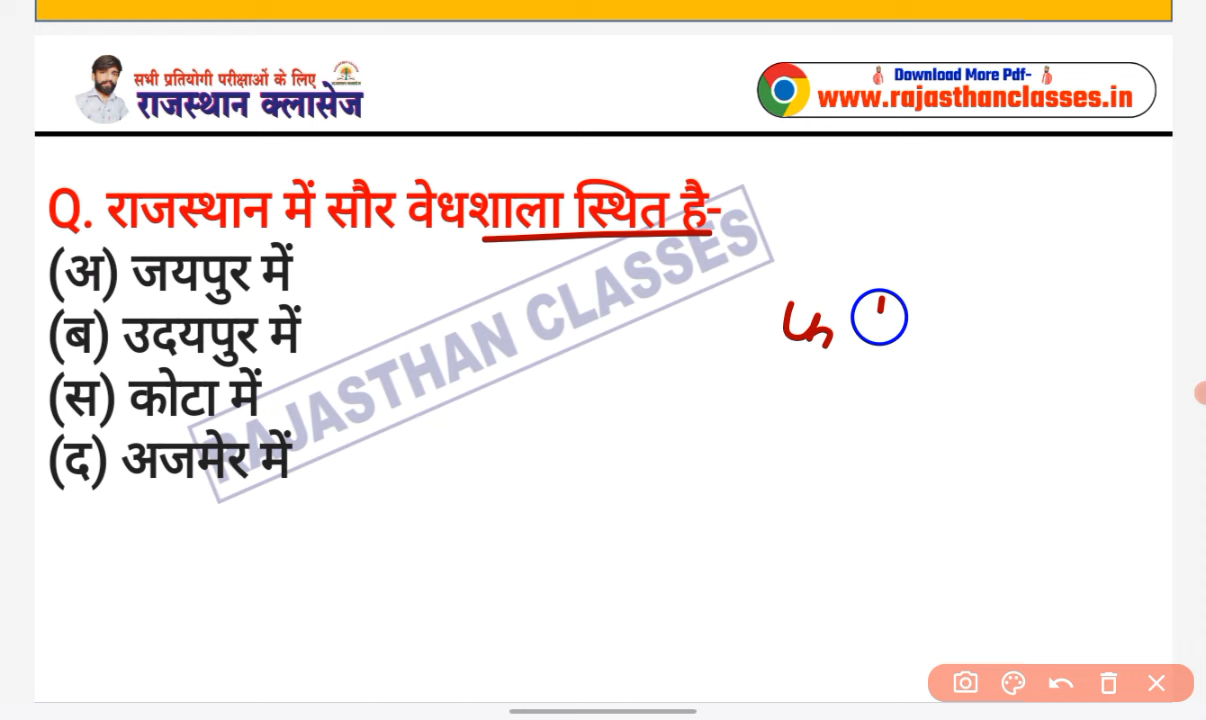 सभी प्रतियोगी परीक्षाओं के लिए
राजस्थान क्लासेज
Download More Pdf-
www.rajasthanclasses.in
Q. राजस्थान में सौर वेधशाला स्थित है-
(अ) जयपुर में
(ब) उदयपुर में
(स) कोटा में
(द) अजमेर में
RAJASTHAN CLASSES